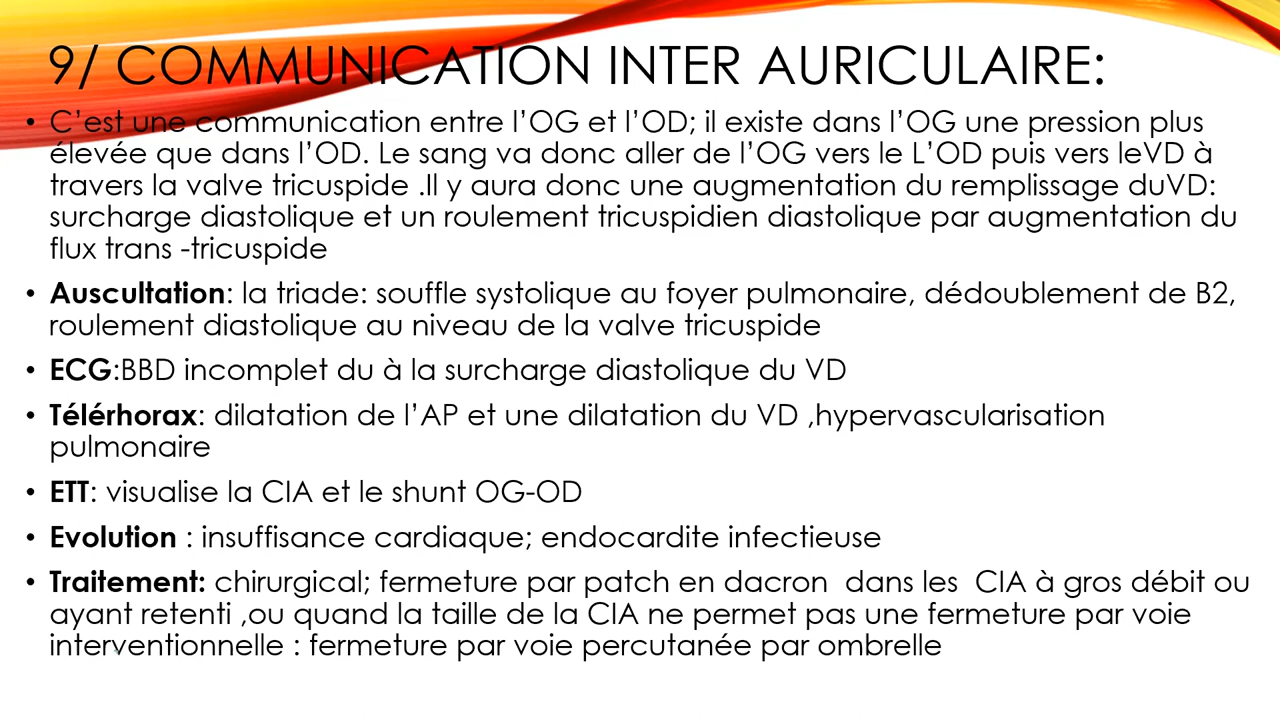 9/ COMMUNICATION INTER AURICULAIRE:
• C’est une communication entre l’OG et l’OD; il existe dans l’OG une pression plus
élevée que dans l’OD. Le sang va donc aller de l’OG vers le L’OD puis vers leVD à
travers la valve tricuspide .Il y aura donc une augmentation du remplissage duVD:
surcharge diastolique et un roulement tricuspidien diastolique par augmentation du
flux trans -tricuspide
• Auscultation: la triade: souffle systolique au foyer pulmonaire, dédoublement de B2,
roulement diastolique au niveau de la valve tricuspide
• ECG:BBD incomplet du à la surcharge diastolique du VD
• Télérhorax: dilatation de l’AP et une dilatation du VD ,hypervascularisation
pulmonaire
• ETT: visualise la CIA et le shunt OG-OD
• Evolution : insuffisance cardiaque; endocardite infectieuse
• Traitement: chirurgical; fermeture par patch en dacron  dans les  CIA à gros débit ou
ayant retenti ,ou quand la taille de la CIA ne permet pas une fermeture par voie
interventionnelle : fermeture par voie percutanée par ombrelle